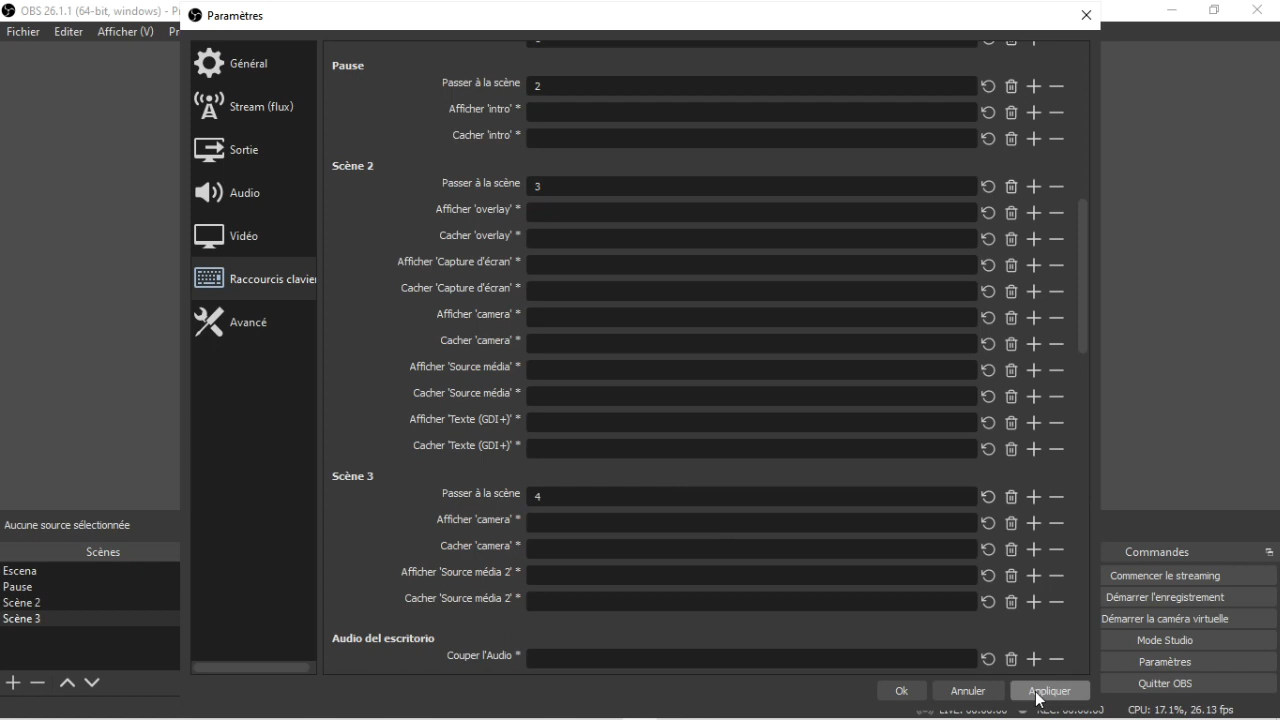 OBS 26.1.1 (64-bit, windows) - P
Paramètres
Fichier Editer Afficher (V) Pr
Général
Stream (flux)
Sortie
Audio
Vidéo
Raccourcis clavie
Avancé
Pause
Passer à la scène 2
Afficher 'intro' *
Cacher 'intro' *
Scène 2
Passer à la scène 3
Afficher 'overlay' *
Cacher 'overlay' *
Afficher 'Capture d'écran' *
Cacher 'Capture d'écran' *
Afficher 'camera' *
Cacher 'camera' *
Afficher 'Source média' *
Cacher 'Source média' *
Afficher 'Texte (GDI+)' *
Cacher 'Texte (GDI+)' *
Scène 3
Passer à la scène 4
Afficher 'camera' *
Cacher 'camera' *
Afficher 'Source média 2' *
Cacher 'Source média 2' *
Audio del escritorio
Couper l'Audio *
Ok Annuler Appliquer
Aucune source sélectionnée
Scènes
Escena
Pause
Scène 2
Scène 3
Commandes
Commencer le streaming
Démarrer l'enregistrement
Démarrer la caméra virtuelle
Mode Studio
Paramètres
Quitter OBS
CPU: 17.1%, 26.13 fps